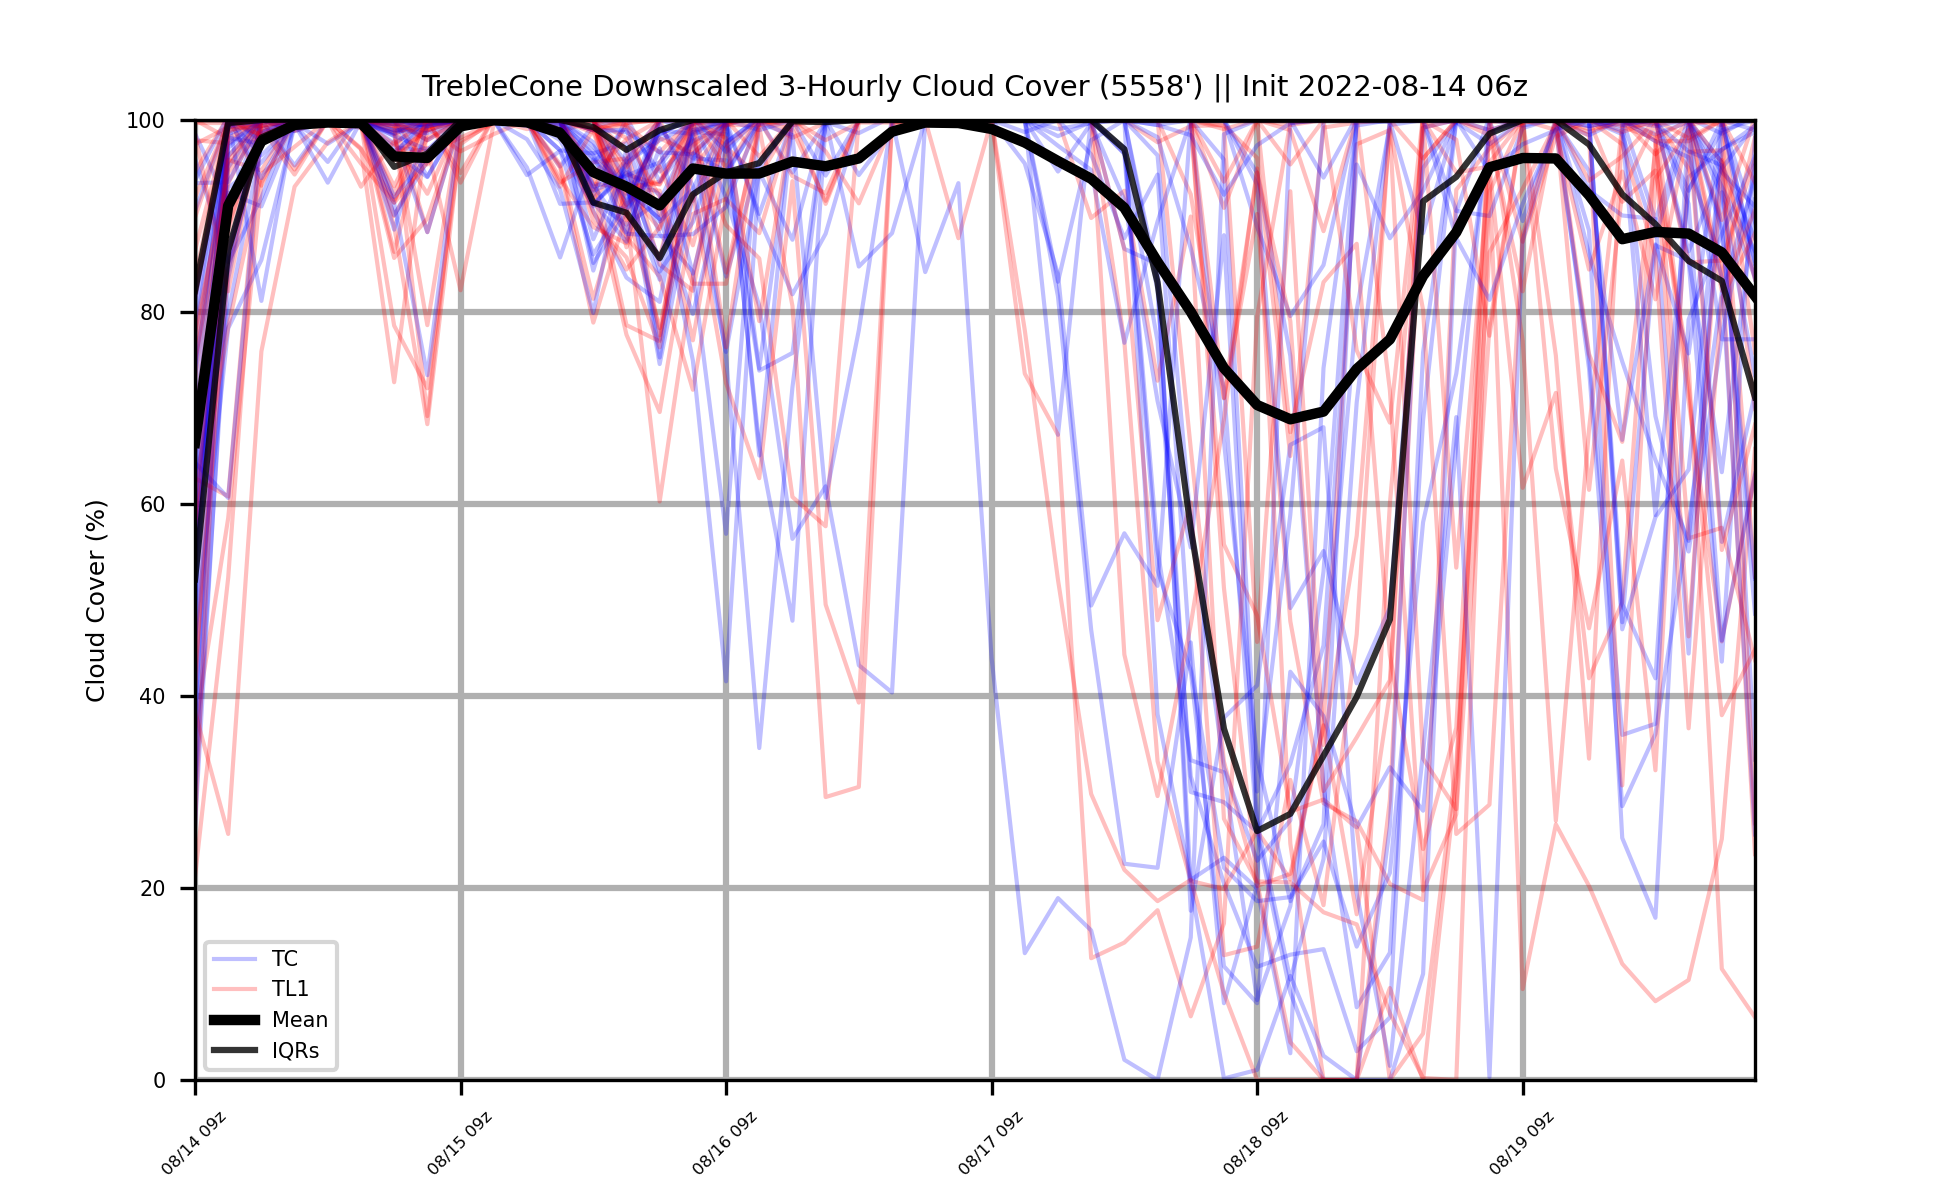 TrebleCone Downscaled 3-Hourly Cloud Cover (5558') || Init 2022-08-14 06z
Cloud Cover (%)
100
80
60
40
20
0
TC
TL1
Mean
IQRs
08/14 09z
08/15 09z
08/16 09z
08/17 09z
08/18 09z
08/19 09z